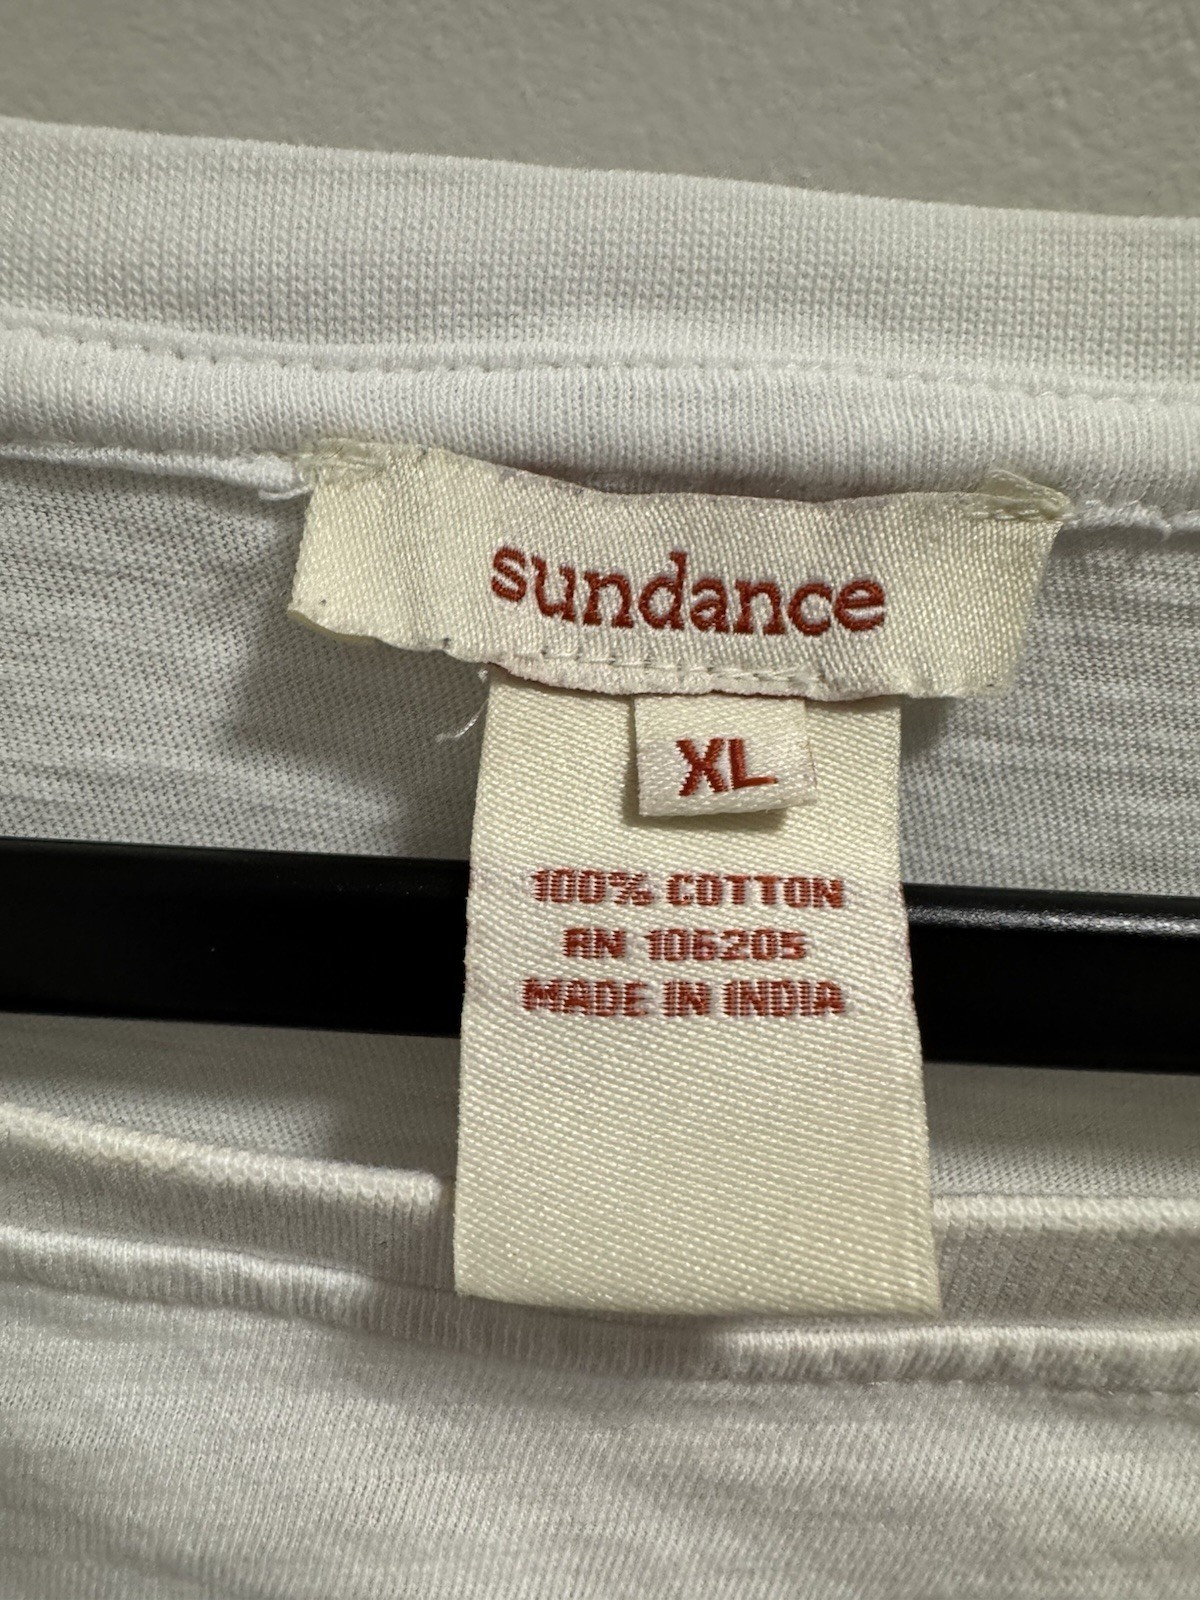 sundance
XL
100% COTTON
RN 106205
MADE IN INDIA